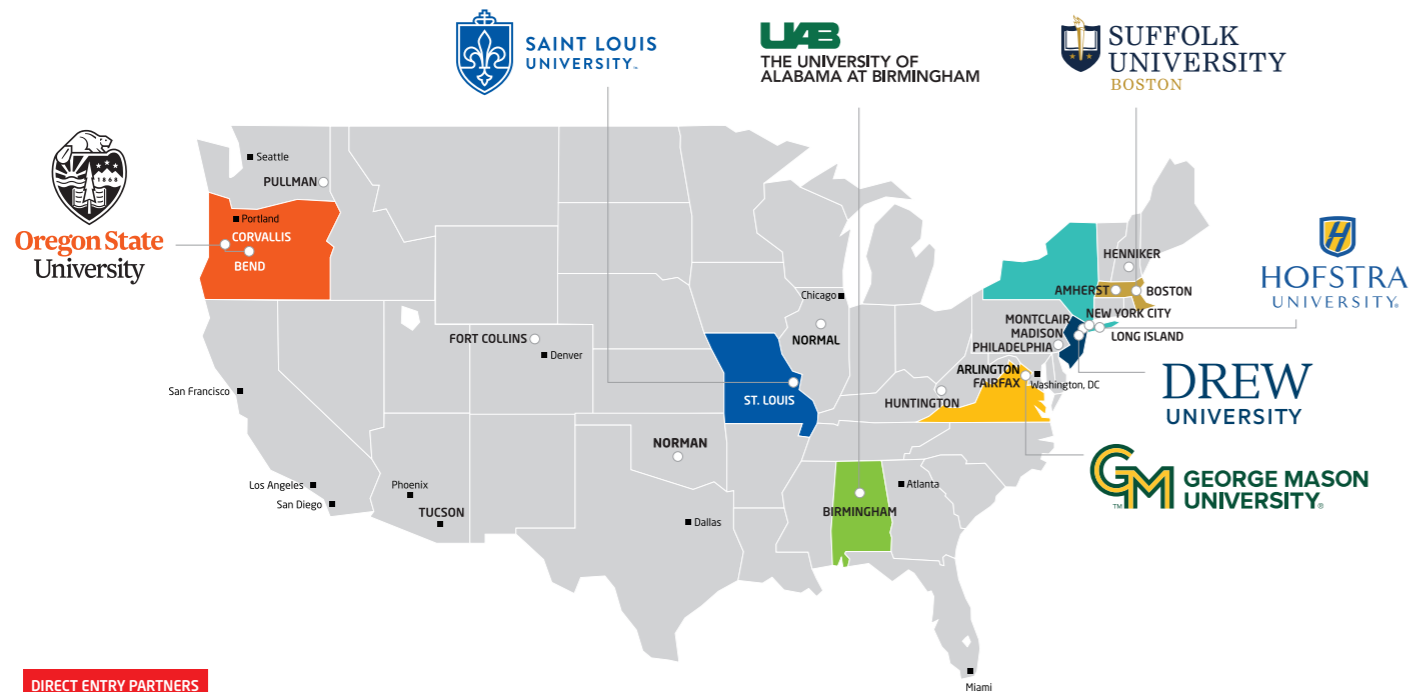 SAINT LOUIS
UNIVERSITY™
UAB
THE UNIVERSITY OF
ALABAMA AT BIRMINGHAM
SUFFOLK
UNIVERSITY
BOSTON
1868
Oregon State
University
Seattle
PULLMAN
Portland
CORVALLIS
BEND
San Francisco
Los Angeles
San Diego
Phoenix
TUCSON
FORT COLLINS
Denver
NORMAN
Dallas
Chicago
NORMAL
ST. LOUIS
BIRMINGHAM
Atlanta
Miami
HUNTINGTON
ARLINGTON
FAIRFAX
Washington, DC
HENNIKER
AMHERST
BOSTON
NEW YORK CITY
LONG ISLAND
MONTCLAIR
MADISON
PHILADELPHIA
H
HOFSTRA
UNIVERSITY®
DREW
UNIVERSITY
GM™
GEORGE MASON
UNIVERSITY®
DIRECT ENTRY PARTNERS